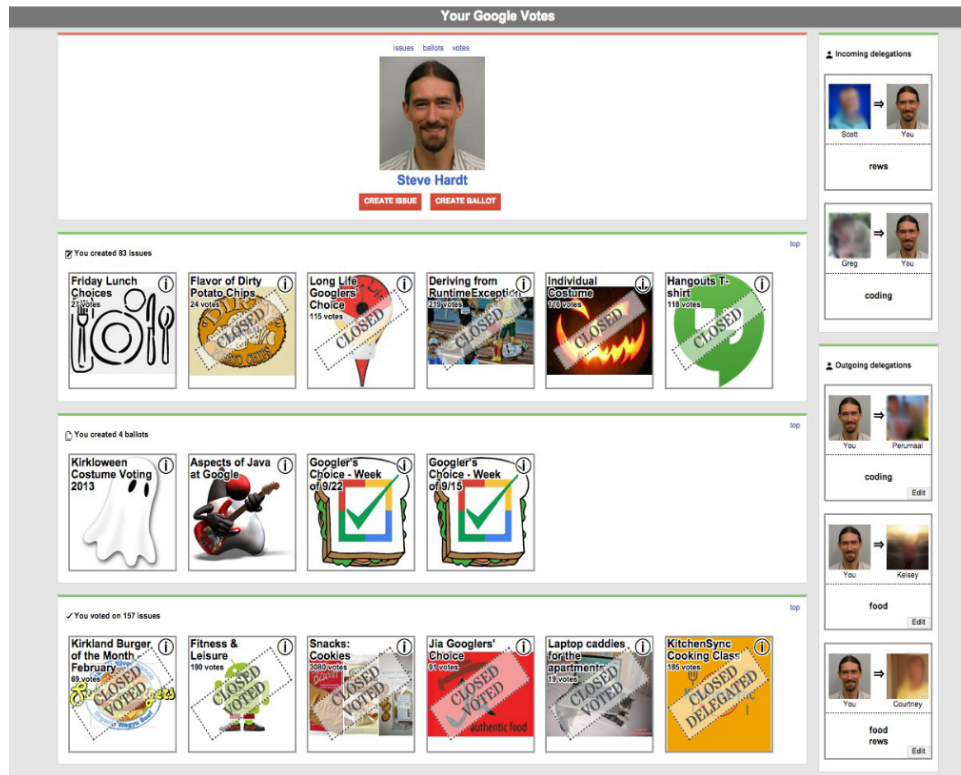 Your Google Votes
issues ballots votes
Steve Hardt
CREATE ISSUE CREATE BALLOT
top
You created 83 issues
Friday Lunch
Choices
21 votes
Flavor of Dirty
Potato Chips
24 votes
CLOSED
Long Life
Googlers'
Choice
115 votes
CLOSED
Deriving from
RuntimeException
219 votes
CLOSED
Individual
Costume
118 votes
CLOSED
Hangouts T-
shirt
118 votes
CLOSED
top
You created 4 ballots
Kirkloween
Costume Voting
2013
Aspects of Java
at Google
Googler's
Choice - Week
of 9/22
Googler's
Choice - Week
of 9/15
top
You voted on 157 issues
Kirkland Burger
of the Month -
February
69 votes
CLOSED
VOTED
Fitness &
Leisure
190 votes
CLOSED
VOTED
Snacks:
Cookies
3080 votes
CLOSED
VOTED
Jia Googlers'
Choice
91 votes
CLOSED
VOTED
authentic food
Laptop caddies
for the
apartments
19 votes
CLOSED
VOTED
KitchenSync
Cooking Class
185 votes
CLOSED
DELEGATED
Incoming delegations
Scott ⇒ You
rews
Greg ⇒ You
coding
Outgoing delegations
You ⇒ Perumaal
coding
Edit
You ⇒ Kelsey
food
Edit
You ⇒ Courtney
food
rews
Edit